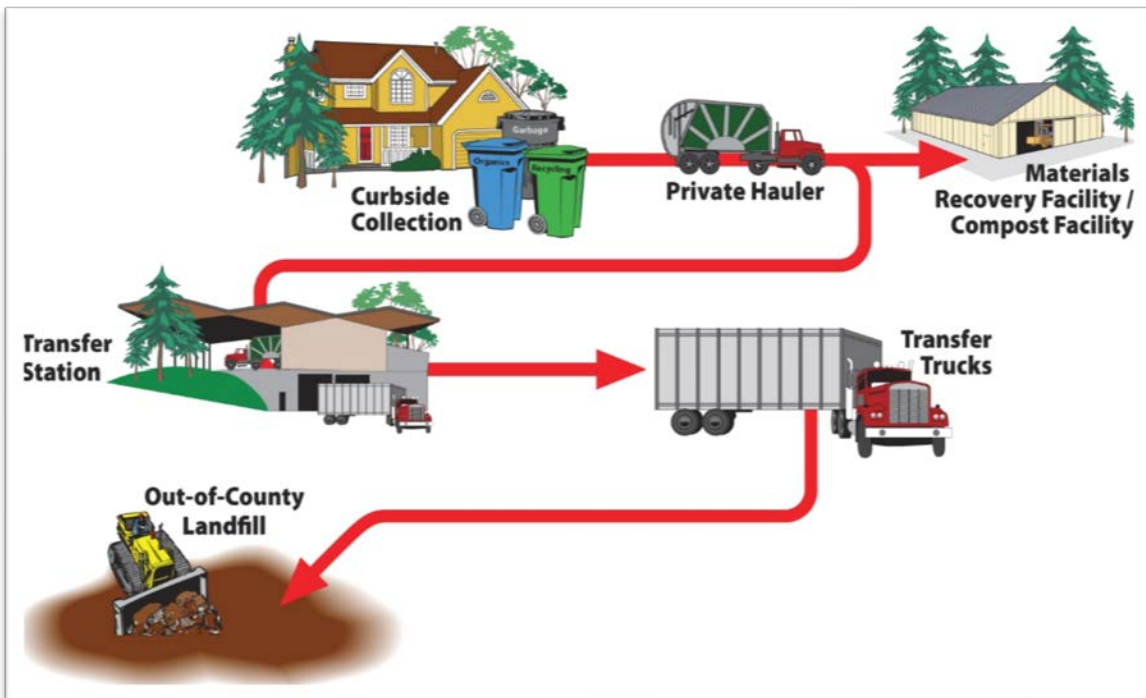 Garbage
Organics
Recycling
Curbside
Collection
Private Hauler
Materials
Recovery Facility /
Compost Facility
Transfer
Station
Transfer
Trucks
Out-of-County
Landfill